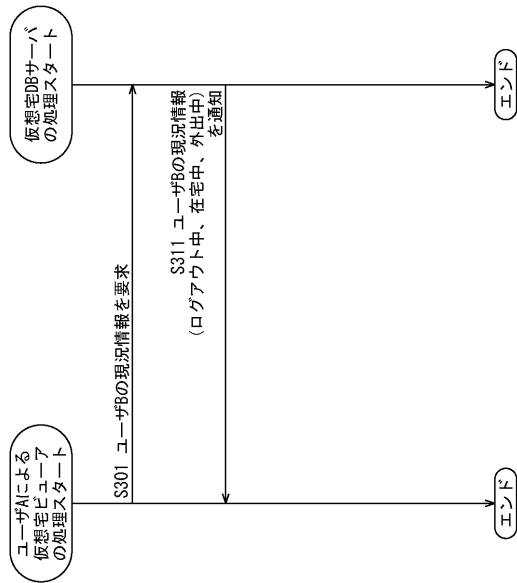 ユーザAによる
仮想宅ビューア
の処理スタート
仮想宅DBサーバ
の処理スタート
S301 ユーザBの現況情報を要求
S311 ユーザBの現況情報
(ログアウト中、在宅中、外出中)
を通知
エンド
エンド